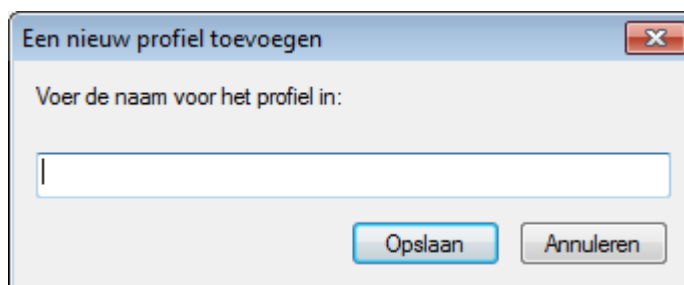 Een nieuw profiel toevoegen
Voer de naam voor het profiel in:
Opslaan Annuleren